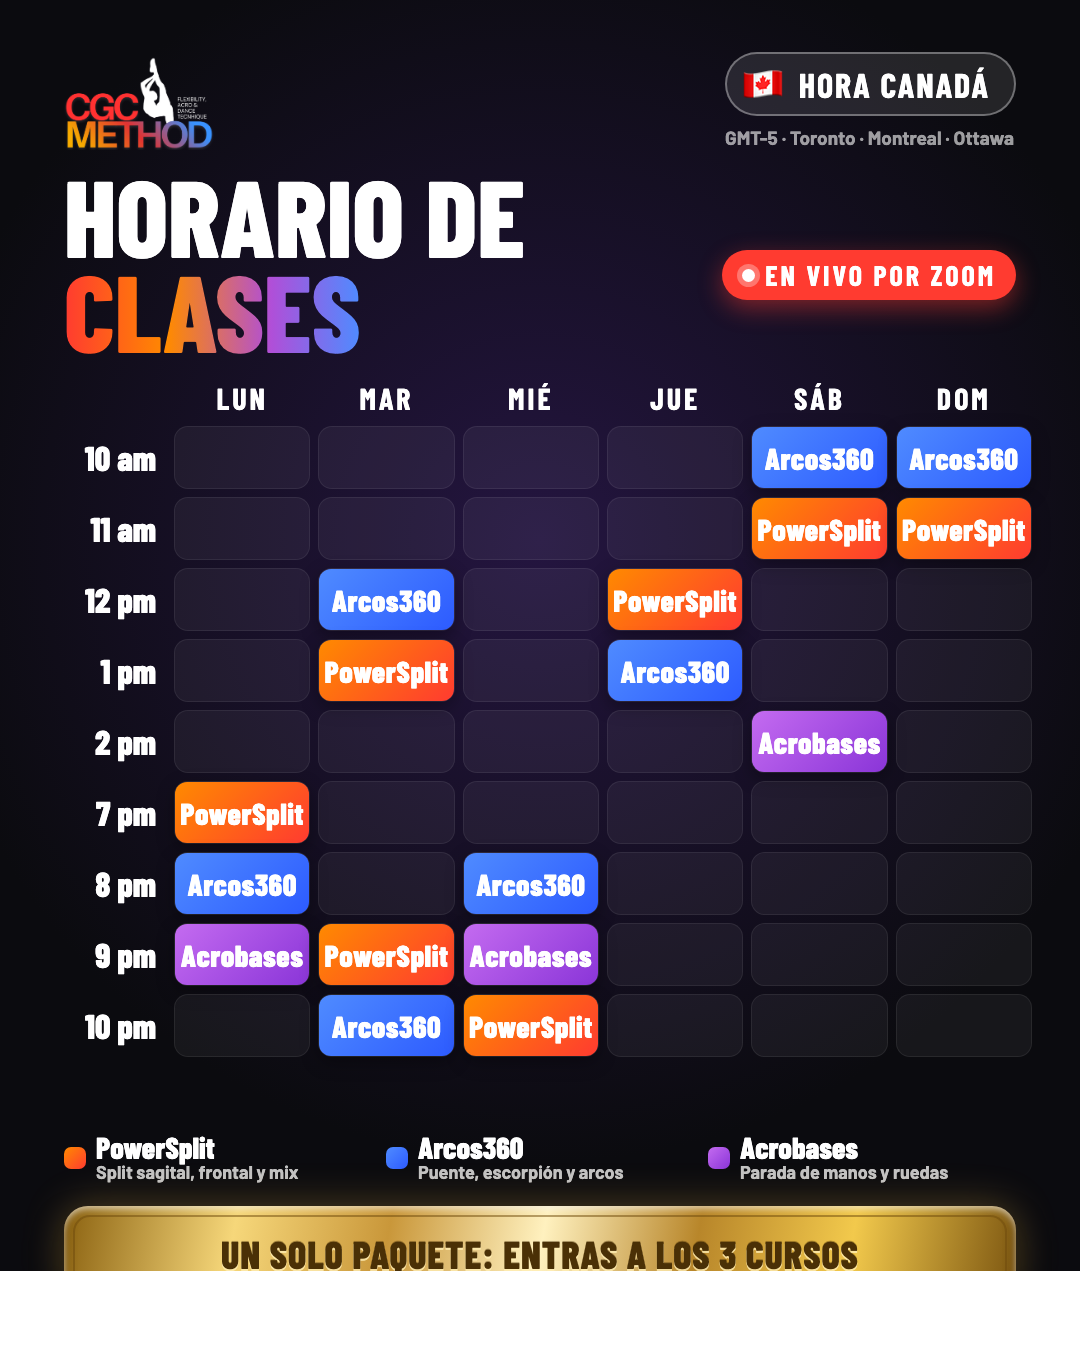 CGC
METHOD
FLEXIBILITY,
ACRO &
DANCE
TECNHIQUE
HORA CANADÁ
GMT-5 · Toronto · Montreal · Ottawa
HORARIO DE
CLASES
EN VIVO POR ZOOM
LUN MAR MIÉ JUE SÁB DOM
10 am Arcos360 Arcos360
11 am PowerSplit PowerSplit
12 pm Arcos360 PowerSplit
1 pm PowerSplit Arcos360
2 pm Acrobases
7 pm PowerSplit
8 pm Arcos360 Arcos360
9 pm Acrobases PowerSplit Acrobases
10 pm Arcos360 PowerSplit
PowerSplit Arcos360 Acrobases
Split sagital, frontal y mix Puente, escorpión y arcos Parada de manos y ruedas
UN SOLO PAQUETE: ENTRAS A LOS 3 CURSOS